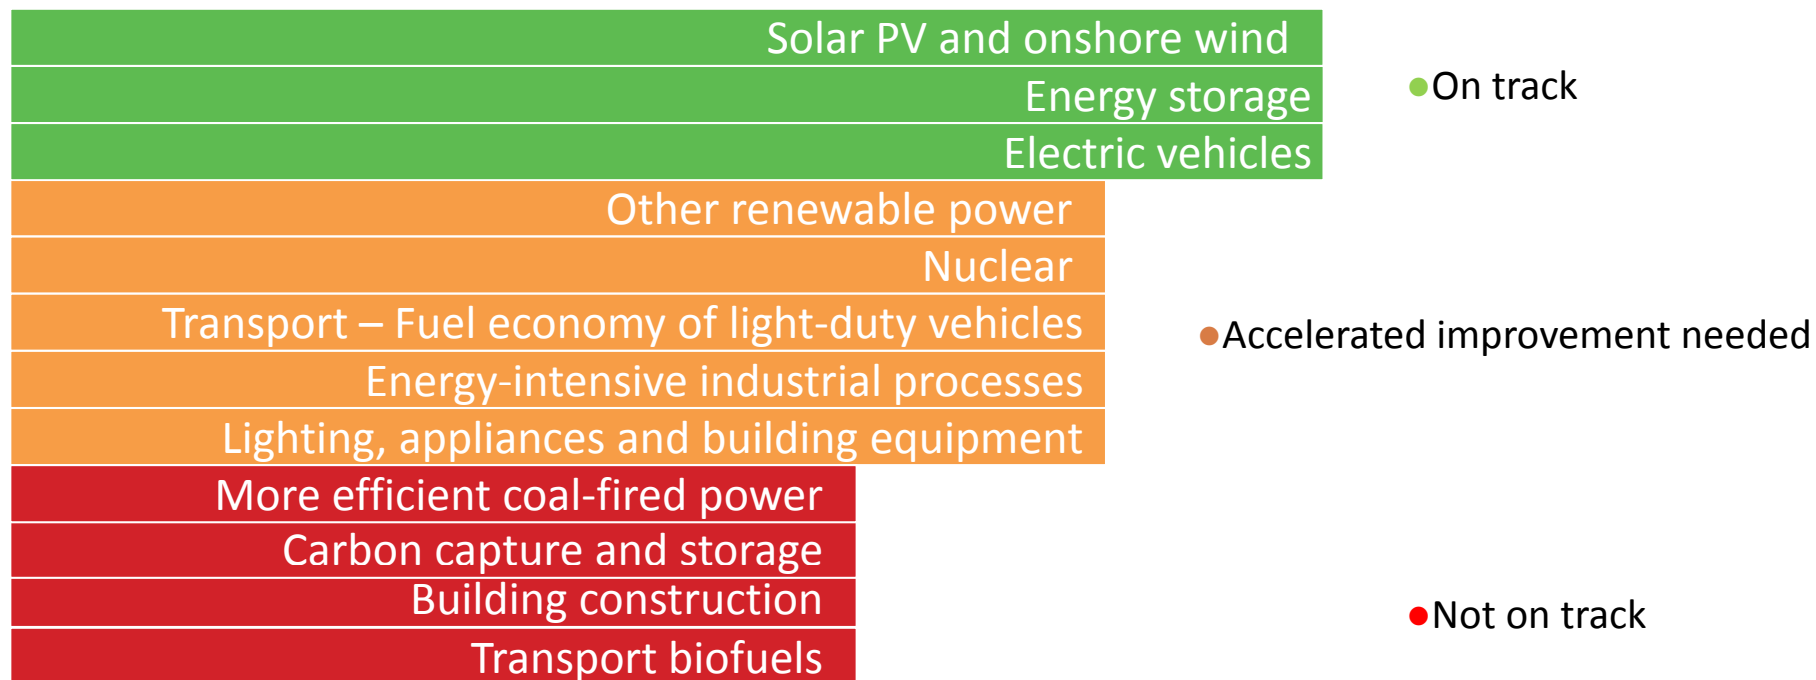 Solar PV and onshore wind
Energy storage
Electric vehicles
Other renewable power
Nuclear
Transport – Fuel economy of light-duty vehicles
Energy-intensive industrial processes
Lighting, appliances and building equipment
More efficient coal-fired power
Carbon capture and storage
Building construction
Transport biofuels
•On track
•Accelerated improvement needed
•Not on track